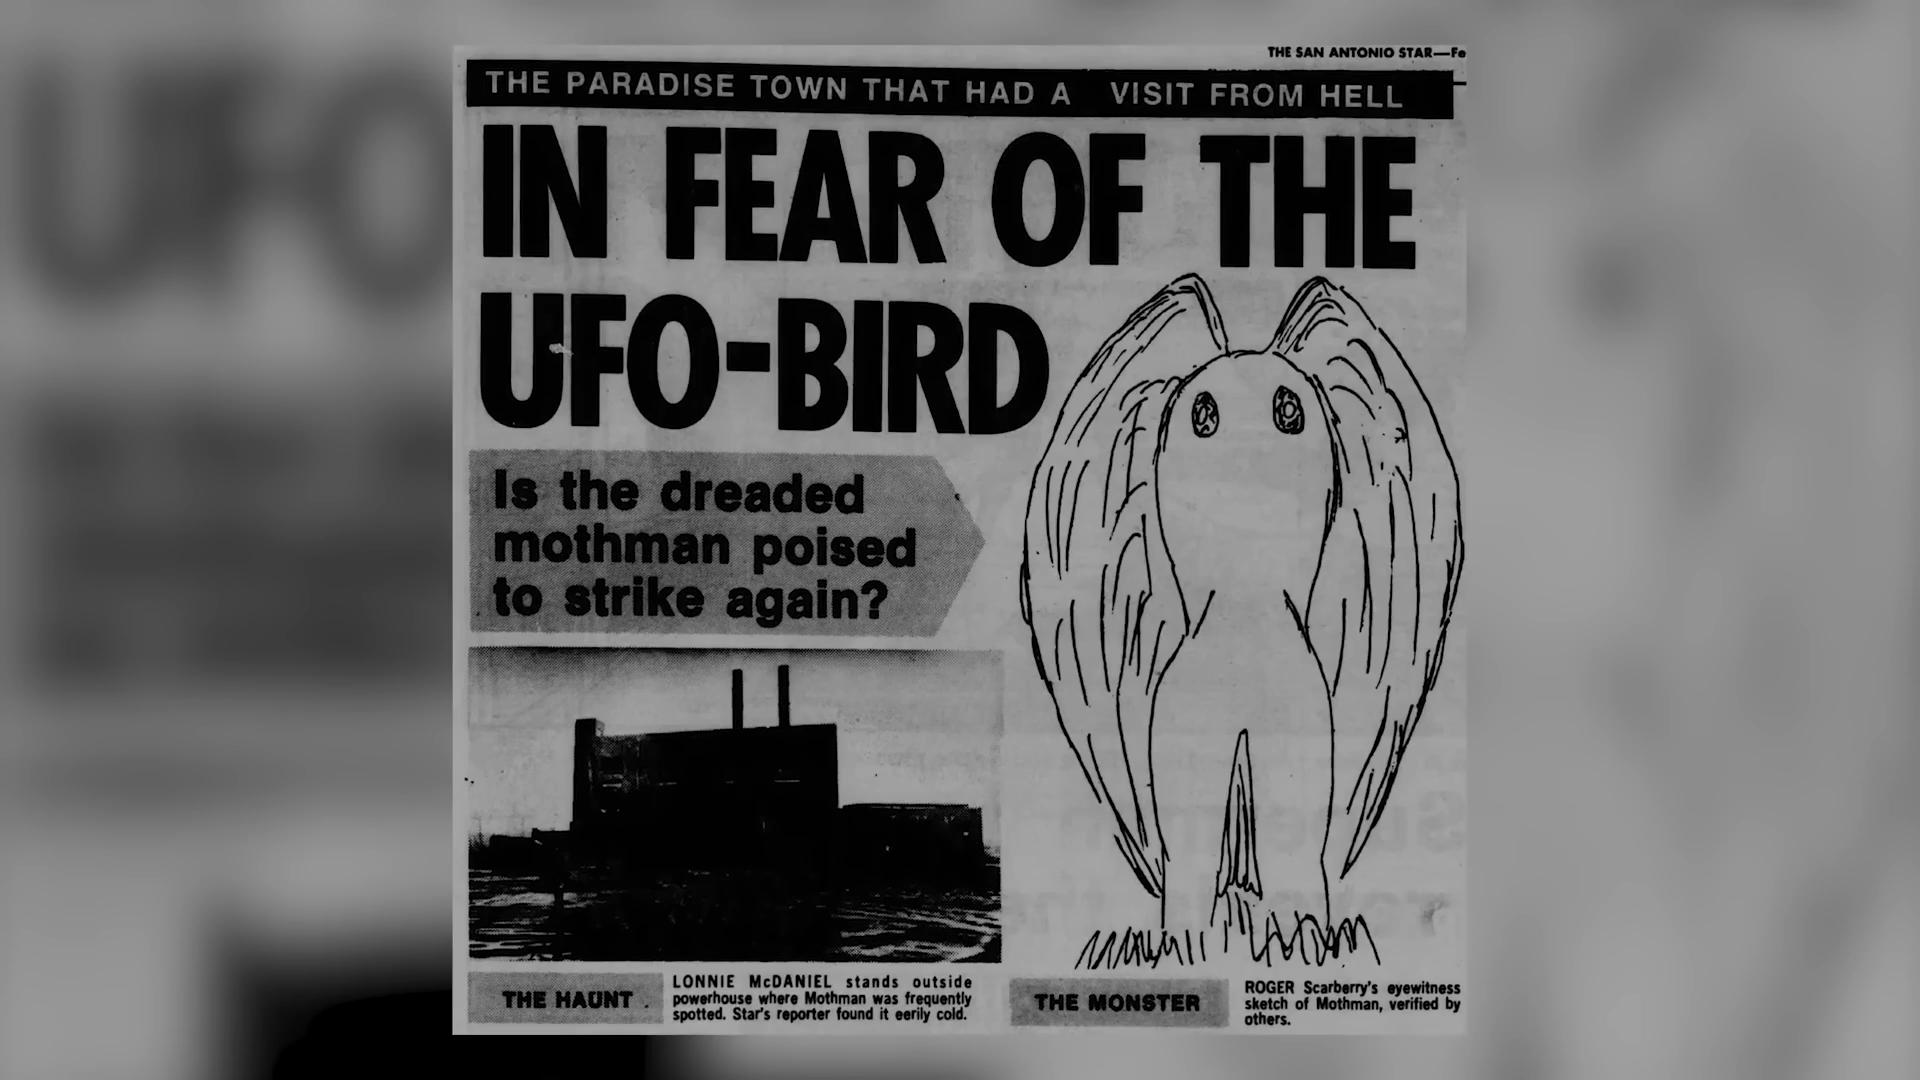 THE SAN ANTONIO STAR—Fe
THE PARADISE TOWN THAT HAD A VISIT FROM HELL
IN FEAR OF THE
UFO-BIRD
Is the dreaded
mothman poised
to strike again?
THE HAUNT
LONNIE McDANIEL stands outside
powerhouse where Mothman was frequently
spotted. Star's reporter found it eerily cold.
THE MONSTER
ROGER Scarberry's eyewitness
sketch of Mothman, verified by
others.